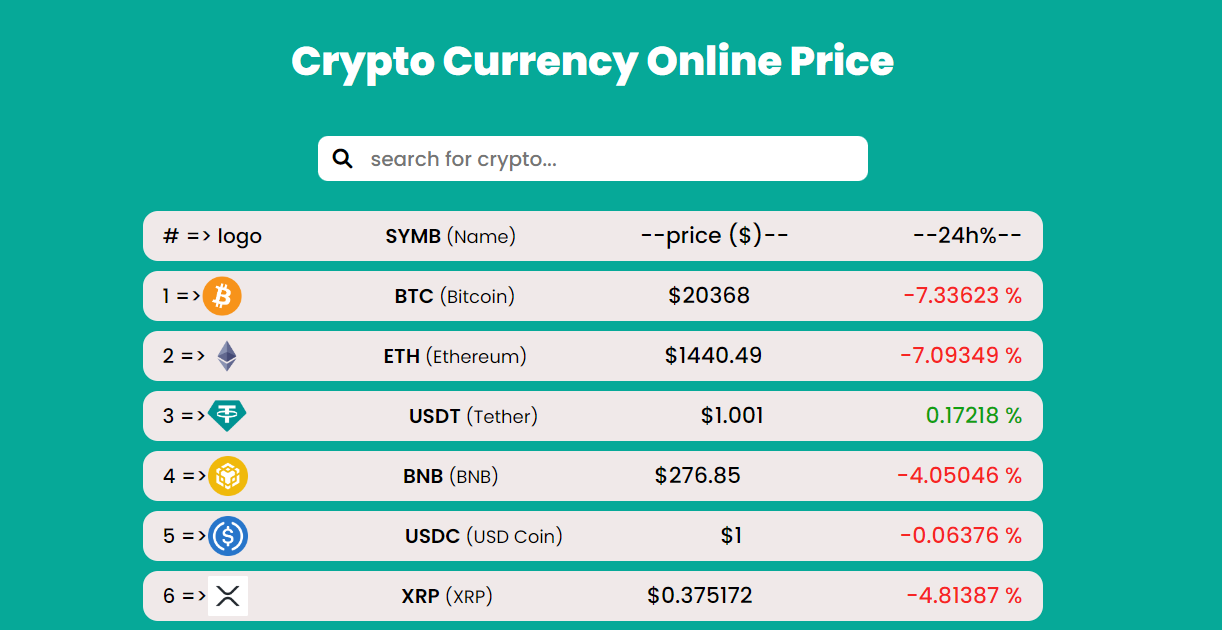 Crypto Currency Online Price
search for crypto...
# => logo SYMB (Name) --price ($)-- --24h%--
1 => BTC (Bitcoin) $20368 -7.33623 %
2 => ETH (Ethereum) $1440.49 -7.09349 %
3 => USDT (Tether) $1.001 0.17218 %
4 => BNB (BNB) $276.85 -4.05046 %
5 => USDC (USD Coin) $1 -0.06376 %
6 => XRP (XRP) $0.375172 -4.81387 %